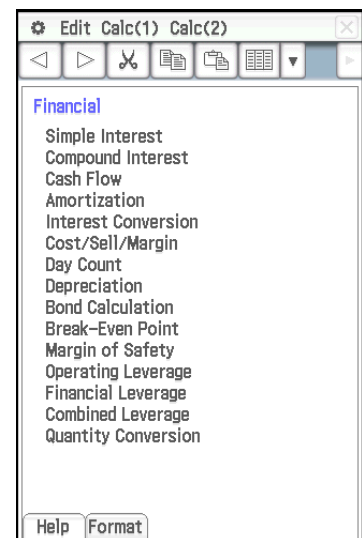 Edit Calc(1) Calc(2)
Financial
Simple Interest
Compound Interest
Cash Flow
Amortization
Interest Conversion
Cost/Sell/Margin
Day Count
Depreciation
Bond Calculation
Break-Even Point
Margin of Safety
Operating Leverage
Financial Leverage
Combined Leverage
Quantity Conversion
Help Format